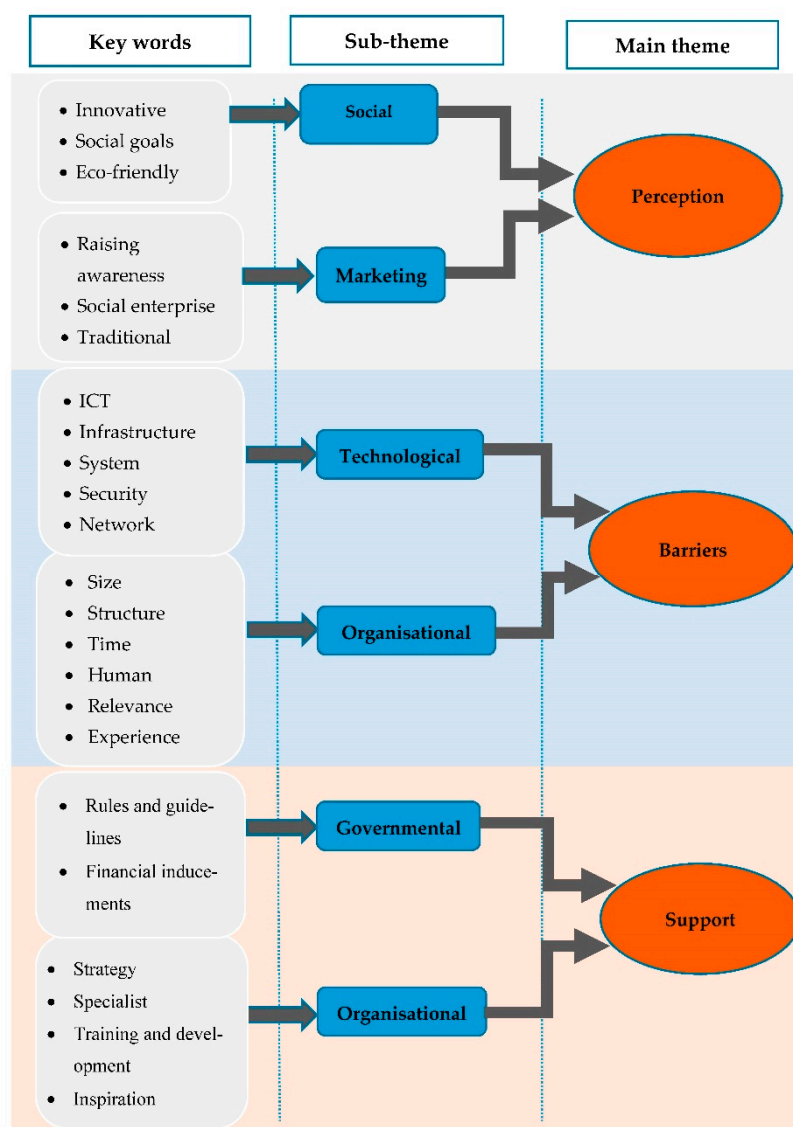 Key words
Sub-theme
Main theme
• Innovative
• Social goals
• Eco-friendly
Social
Perception
• Raising
awareness
• Social enterprise
• Traditional
Marketing
• ICT
• Infrastructure
• System
• Security
• Network
Technological
Barriers
• Size
• Structure
• Time
• Human
• Relevance
• Experience
Organisational
• Rules and guide-
lines
• Financial induce-
ments
Governmental
Support
• Strategy
• Specialist
• Training and devel-
opment
• Inspiration
Organisational